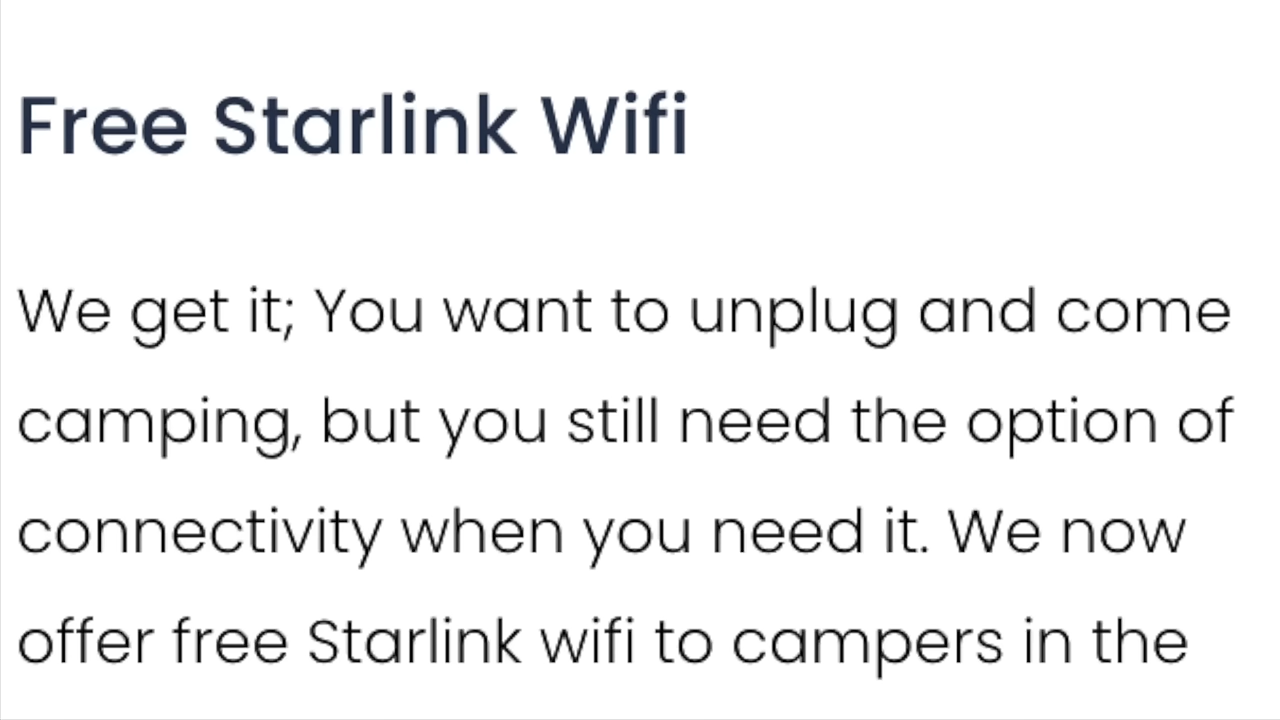 Free Starlink Wifi
We get it; You want to unplug and come
camping, but you still need the option of
connectivity when you need it. We now
offer free Starlink wifi to campers in the